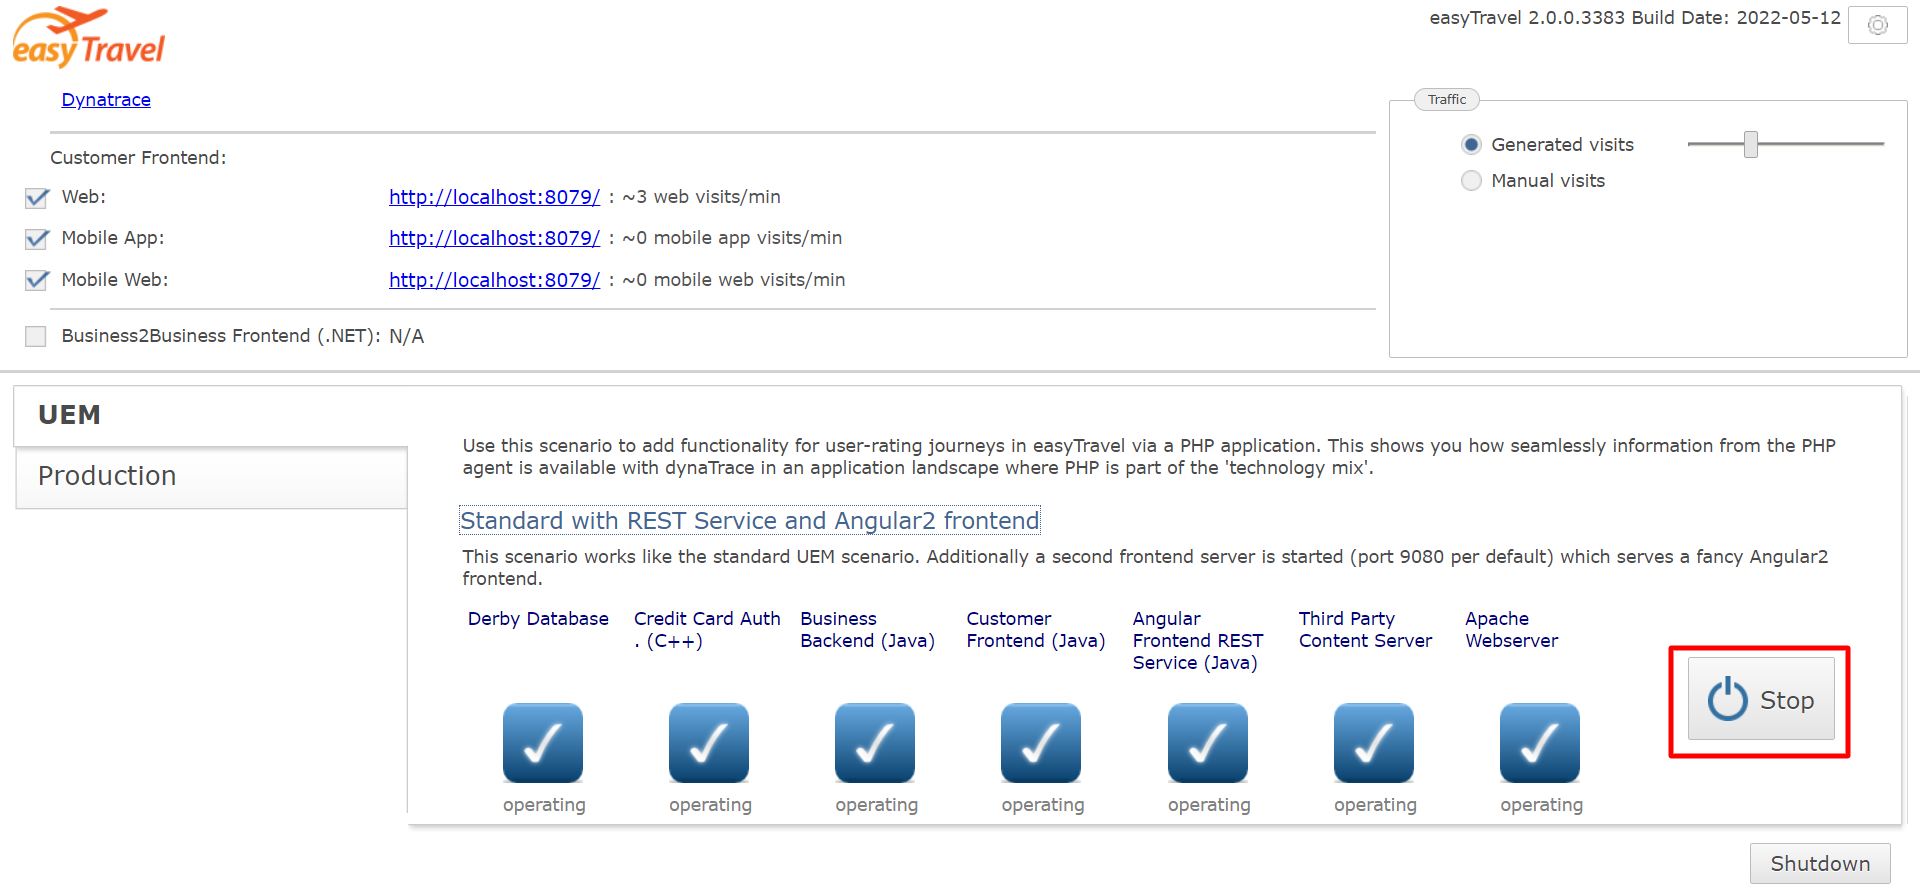 easyTravel
easyTravel 2.0.0.3383 Build Date: 2022-05-12
Dynatrace
Traffic
Generated visits
Manual visits
Customer Frontend:
Web: http://localhost:8079/ : ~3 web visits/min
Mobile App: http://localhost:8079/ : ~0 mobile app visits/min
Mobile Web: http://localhost:8079/ : ~0 mobile web visits/min
Business2Business Frontend (.NET): N/A
UEM
Production
Use this scenario to add functionality for user-rating journeys in easyTravel via a PHP application. This shows you how seamlessly information from the PHP
agent is available with dynaTrace in an application landscape where PHP is part of the 'technology mix'.
Standard with REST Service and Angular2 frontend
This scenario works like the standard UEM scenario. Additionally a second frontend server is started (port 9080 per default) which serves a fancy Angular2
frontend.
Derby Database
Credit Card Auth
. (C++)
Business
Backend (Java)
Customer
Frontend (Java)
Angular
Frontend REST
Service (Java)
Third Party
Content Server
Apache
Webserver
operating operating operating operating operating operating operating
Stop
Shutdown